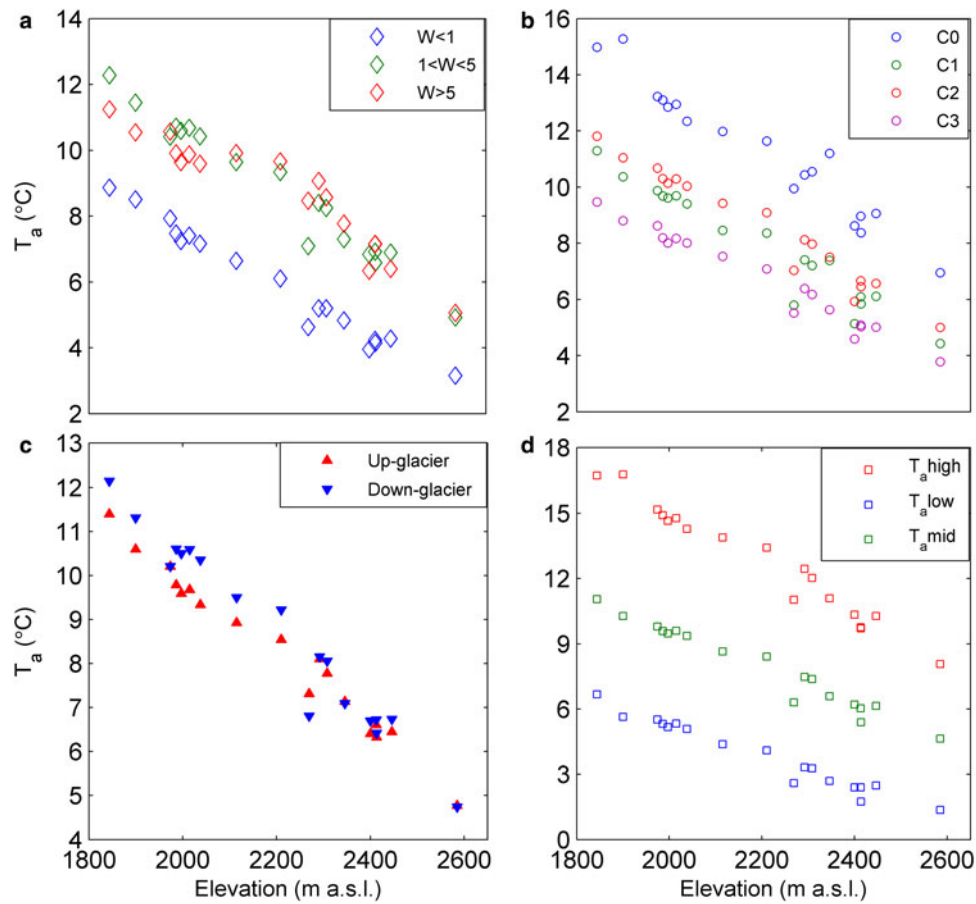 a
14
12
10
8
6
4
2
T_a (°C)
W<1
1<W<5
W>5
b
16
14
12
10
8
6
4
2
C0
C1
C2
C3
c
13
12
11
10
9
8
7
6
5
4
T_a (°C)
Up-glacier
Down-glacier
1800 2000 2200 2400 2600
Elevation (m a.s.l.)
d
18
15
12
9
6
3
0
T_a high
T_a low
T_a mid
1800 2000 2200 2400 2600
Elevation (m a.s.l.)